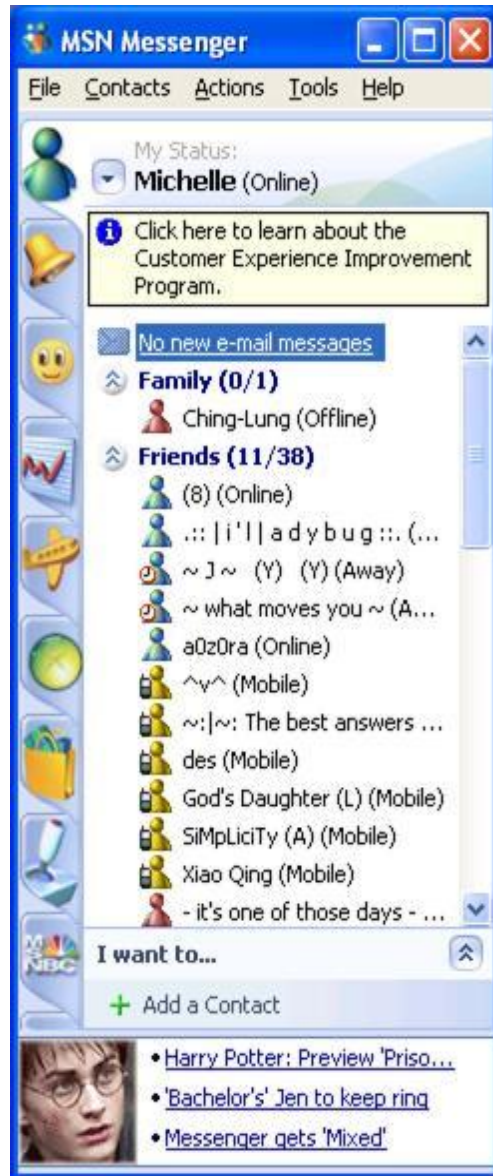 MSN Messenger
File Contacts Actions Tools Help
My Status:
Michelle (Online)
Click here to learn about the
Customer Experience Improvement
Program.
No new e-mail messages
Family (0/1)
Ching-Lung (Offline)
Friends (11/38)
(8) (Online)
.:: | i ' l | a d y b u g ::. (...
~ J ~ (Y) (Y) (Away)
~ what moves you ~ (A...
a0z0ra (Online)
^v^ (Mobile)
~:|~: The best answers ...
des (Mobile)
God's Daughter (L) (Mobile)
SiMpLiciTy (A) (Mobile)
Xiao Qing (Mobile)
- it's one of those days - ...
MSNBC
I want to...
+ Add a Contact
• Harry Potter: Preview 'Priso...
• 'Bachelor's' Jen to keep ring
• Messenger gets 'Mixed'